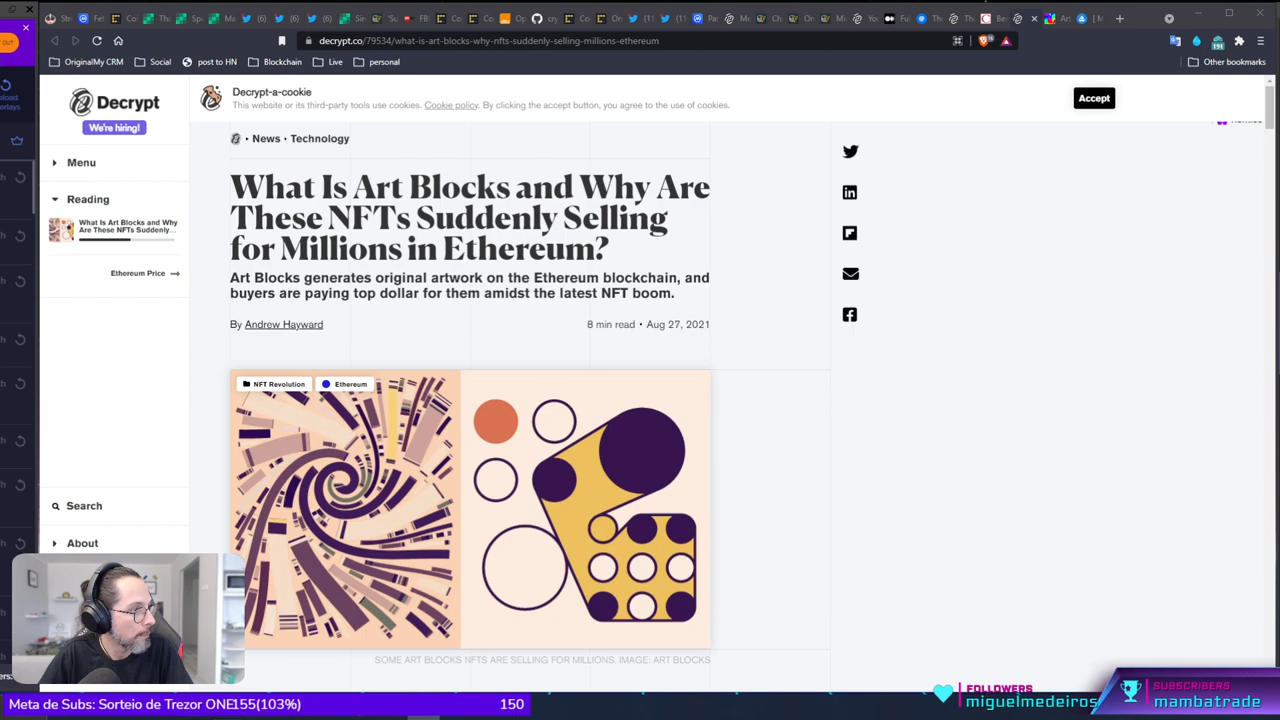 decrypt.co/79534/what-is-art-blocks-why-nfts-suddenly-selling-millions-ethereum
OriginalMy CRM
Social
post to HN
Blockchain
Live
personal
Other bookmarks
Decrypt
We're hiring!
Menu
Reading
What Is Art Blocks and Why
Are These NFTs Suddenly...
Ethereum Price
Search
About
Decrypt-a-cookie
This website or its third-party tools use cookies. Cookie policy. By clicking the accept button, you agree to the use of cookies.
Accept
News • Technology
What Is Art Blocks and Why Are
These NFTs Suddenly Selling
for Millions in Ethereum?
Art Blocks generates original artwork on the Ethereum blockchain, and
buyers are paying top dollar for them amidst the latest NFT boom.
By Andrew Hayward
8 min read • Aug 27, 2021
NFT Revolution
Ethereum
SOME ART BLOCKS NFTS ARE SELLING FOR MILLIONS. IMAGE: ART BLOCKS
Meta de Subs: Sorteio de Trezor ONE155(103%)
150
FOLLOWERS
miguelmedeiros
SUBSCRIBERS
mambatrade